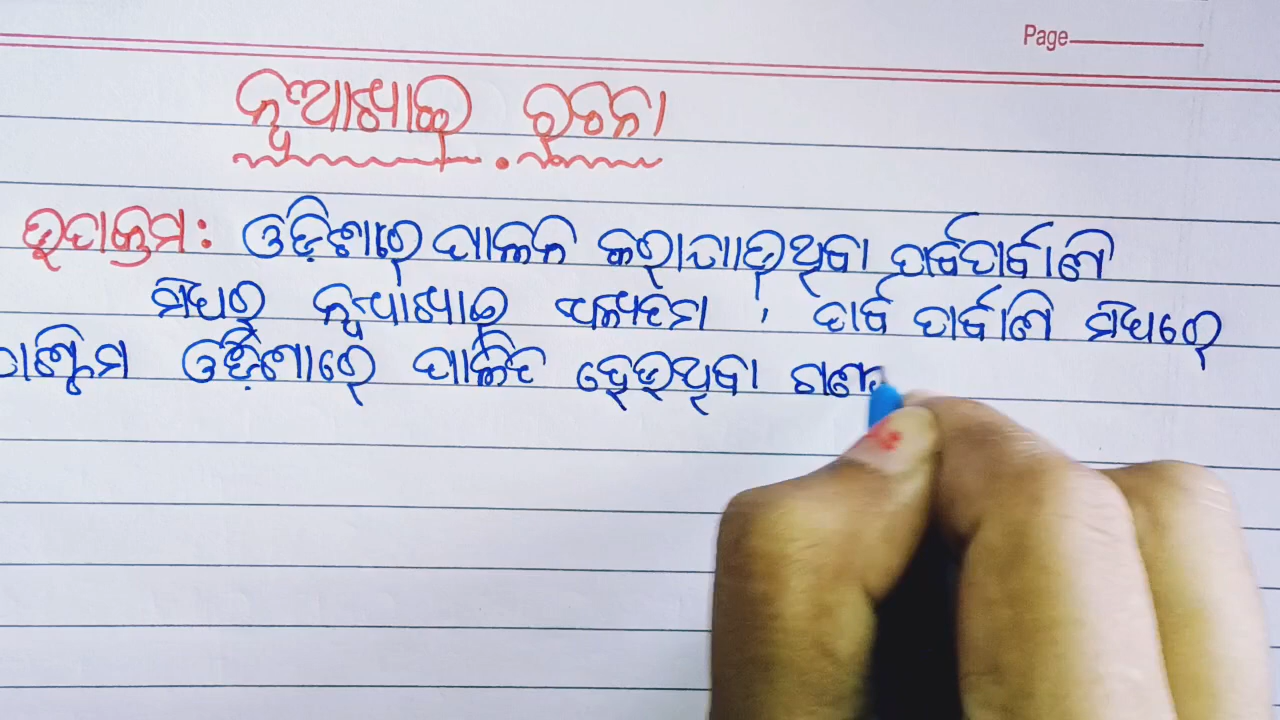 Page
ନୂଆଖାଇ ରଚନା
ଉପକ୍ରମ : ଓଡ଼ିଶାରେ ପାଳନ କରାଯାଉଥିବା ପର୍ବପର୍ବାଣି
ମଧ୍ୟରୁ ନୂଆଖାଇ ଅନ୍ୟତମ । ପର୍ବ ପର୍ବାଣି ମଧ୍ୟରେ
ପଶ୍ଚିମ ଓଡ଼ିଶାରେ ପାଳିତ ହେଉଥିବା